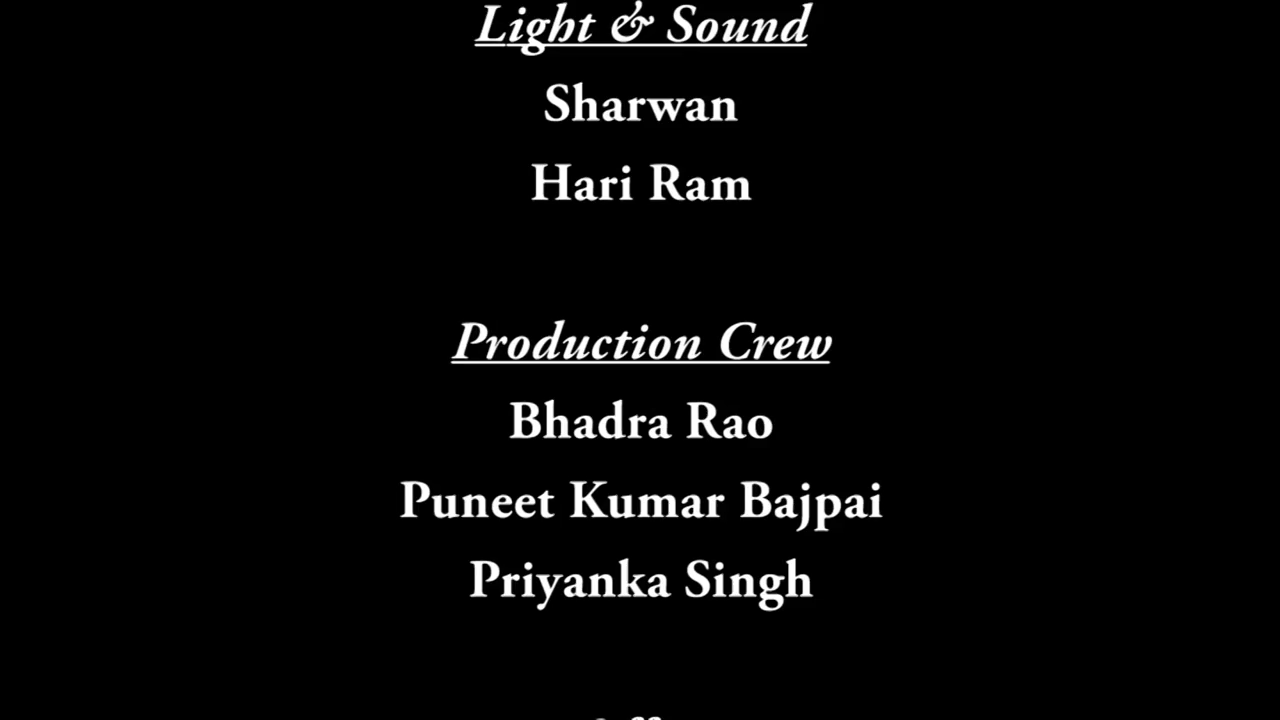 Light & Sound
Sharwan
Hari Ram
Production Crew
Bhadra Rao
Puneet Kumar Bajpai
Priyanka Singh